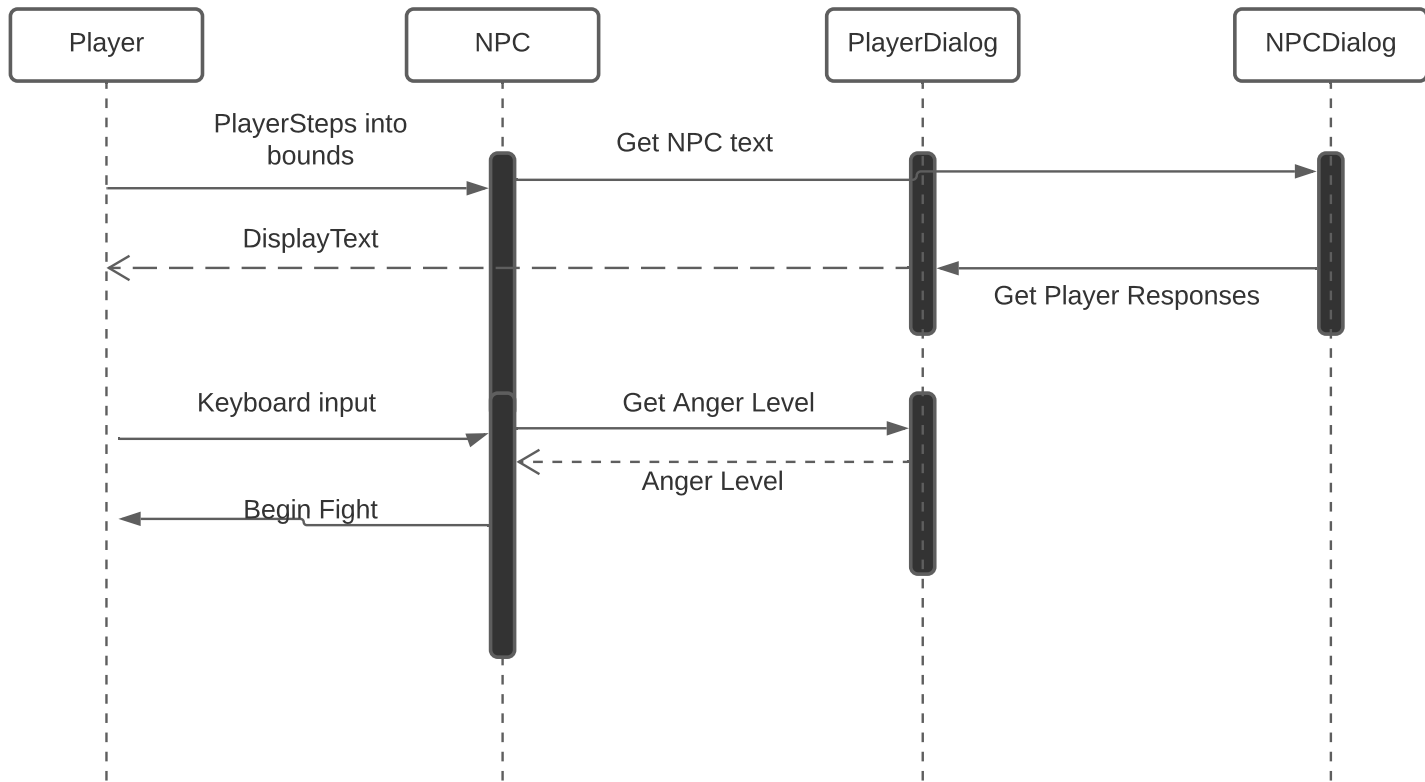 Player
NPC
PlayerDialog
NPCDialog
PlayerSteps into
bounds
Get NPC text
DisplayText
Get Player Responses
Keyboard input
Get Anger Level
Anger Level
Begin Fight